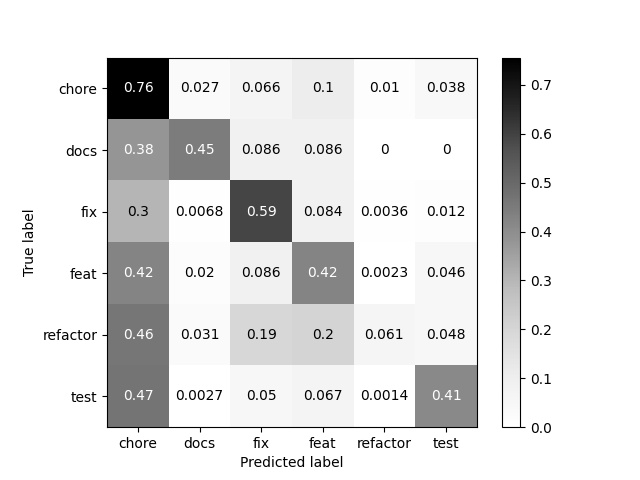 chore 0.76 0.027 0.066 0.1 0.01 0.038
docs 0.38 0.45 0.086 0.086 0 0
fix 0.3 0.0068 0.59 0.084 0.0036 0.012
feat 0.42 0.02 0.086 0.42 0.0023 0.046
refactor 0.46 0.031 0.19 0.2 0.061 0.048
test 0.47 0.0027 0.05 0.067 0.0014 0.41
chore docs fix feat refactor test
Predicted label
True label
0.7
0.6
0.5
0.4
0.3
0.2
0.1
0.0